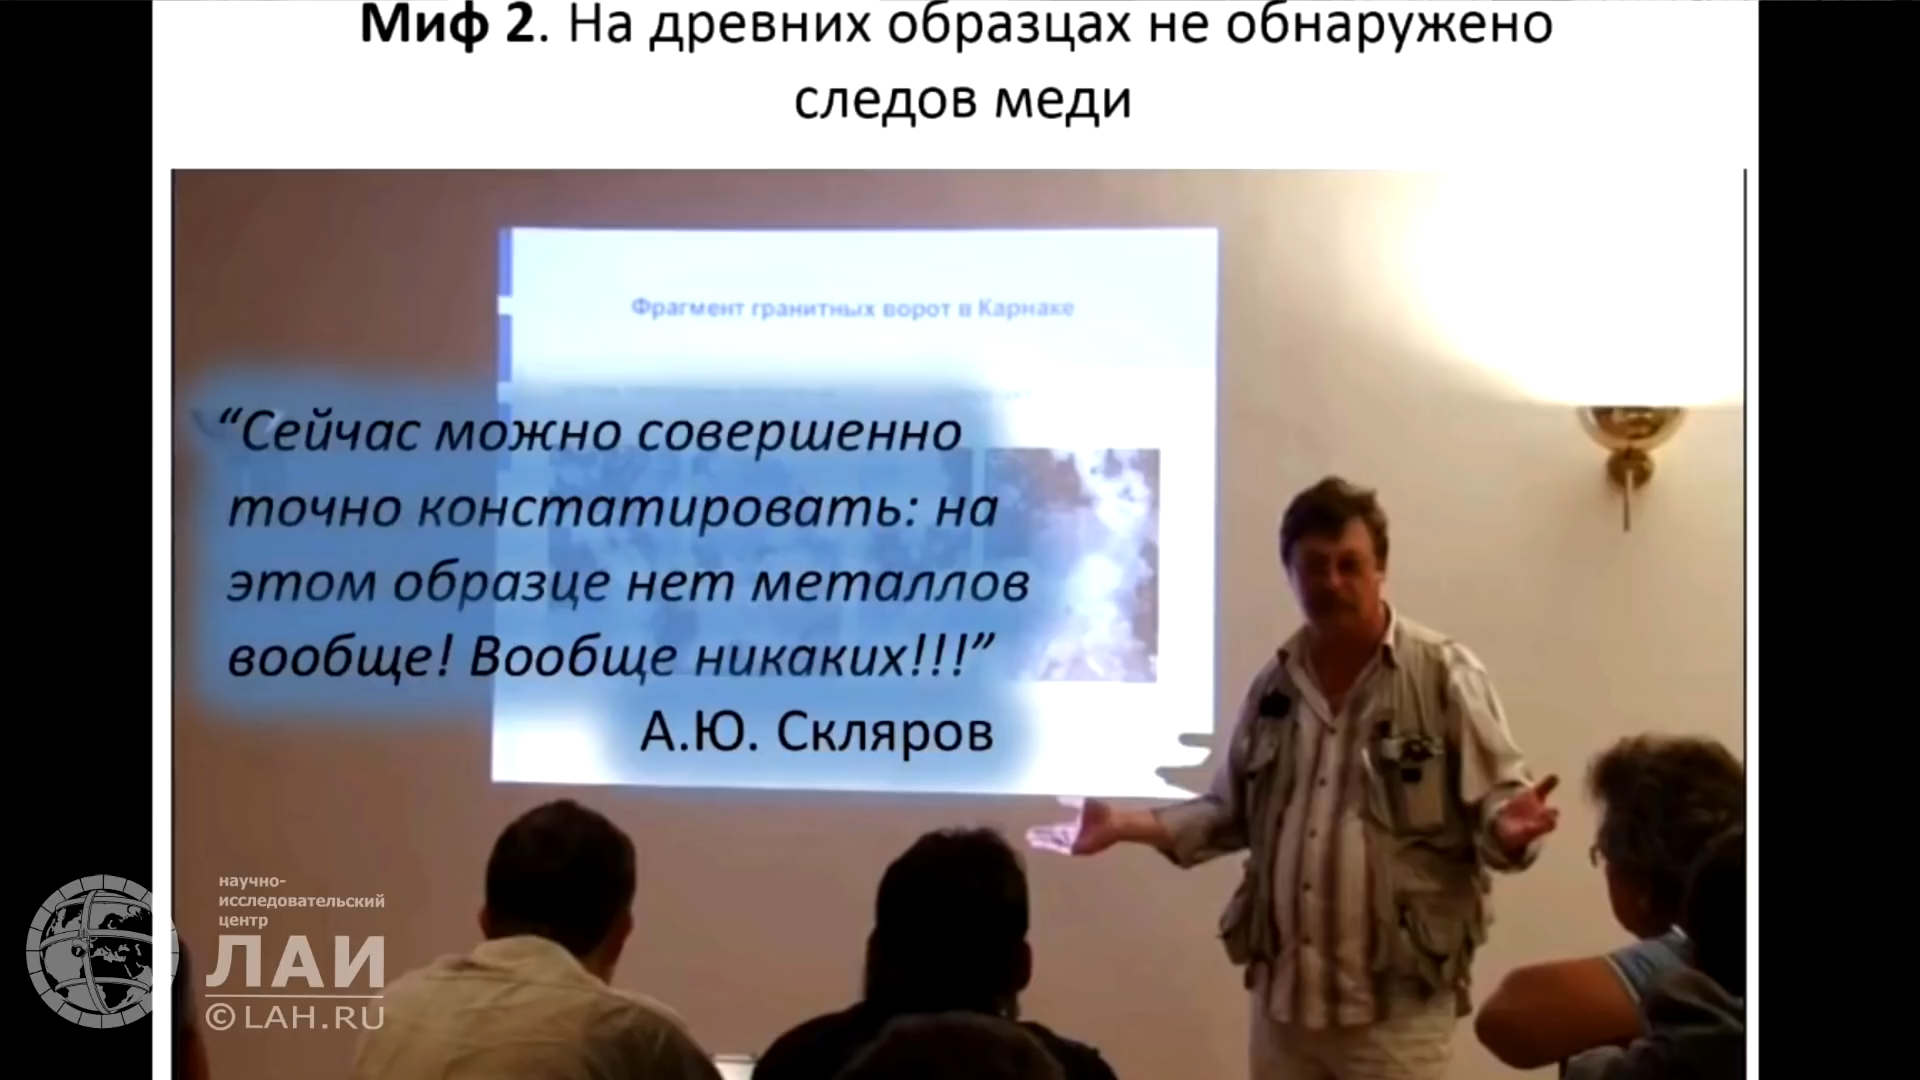 Миф 2. На древних образцах не обнаружено
следов меди
Фрагмент гранитных ворот в Карнаке
“Сейчас можно совершенно
точно констатировать: на
этом образце нет металлов
вообще! Вообще никаких!!!”
А.Ю. Скляров
научно-
исследовательский
центр
ЛАИ
©LAH.RU